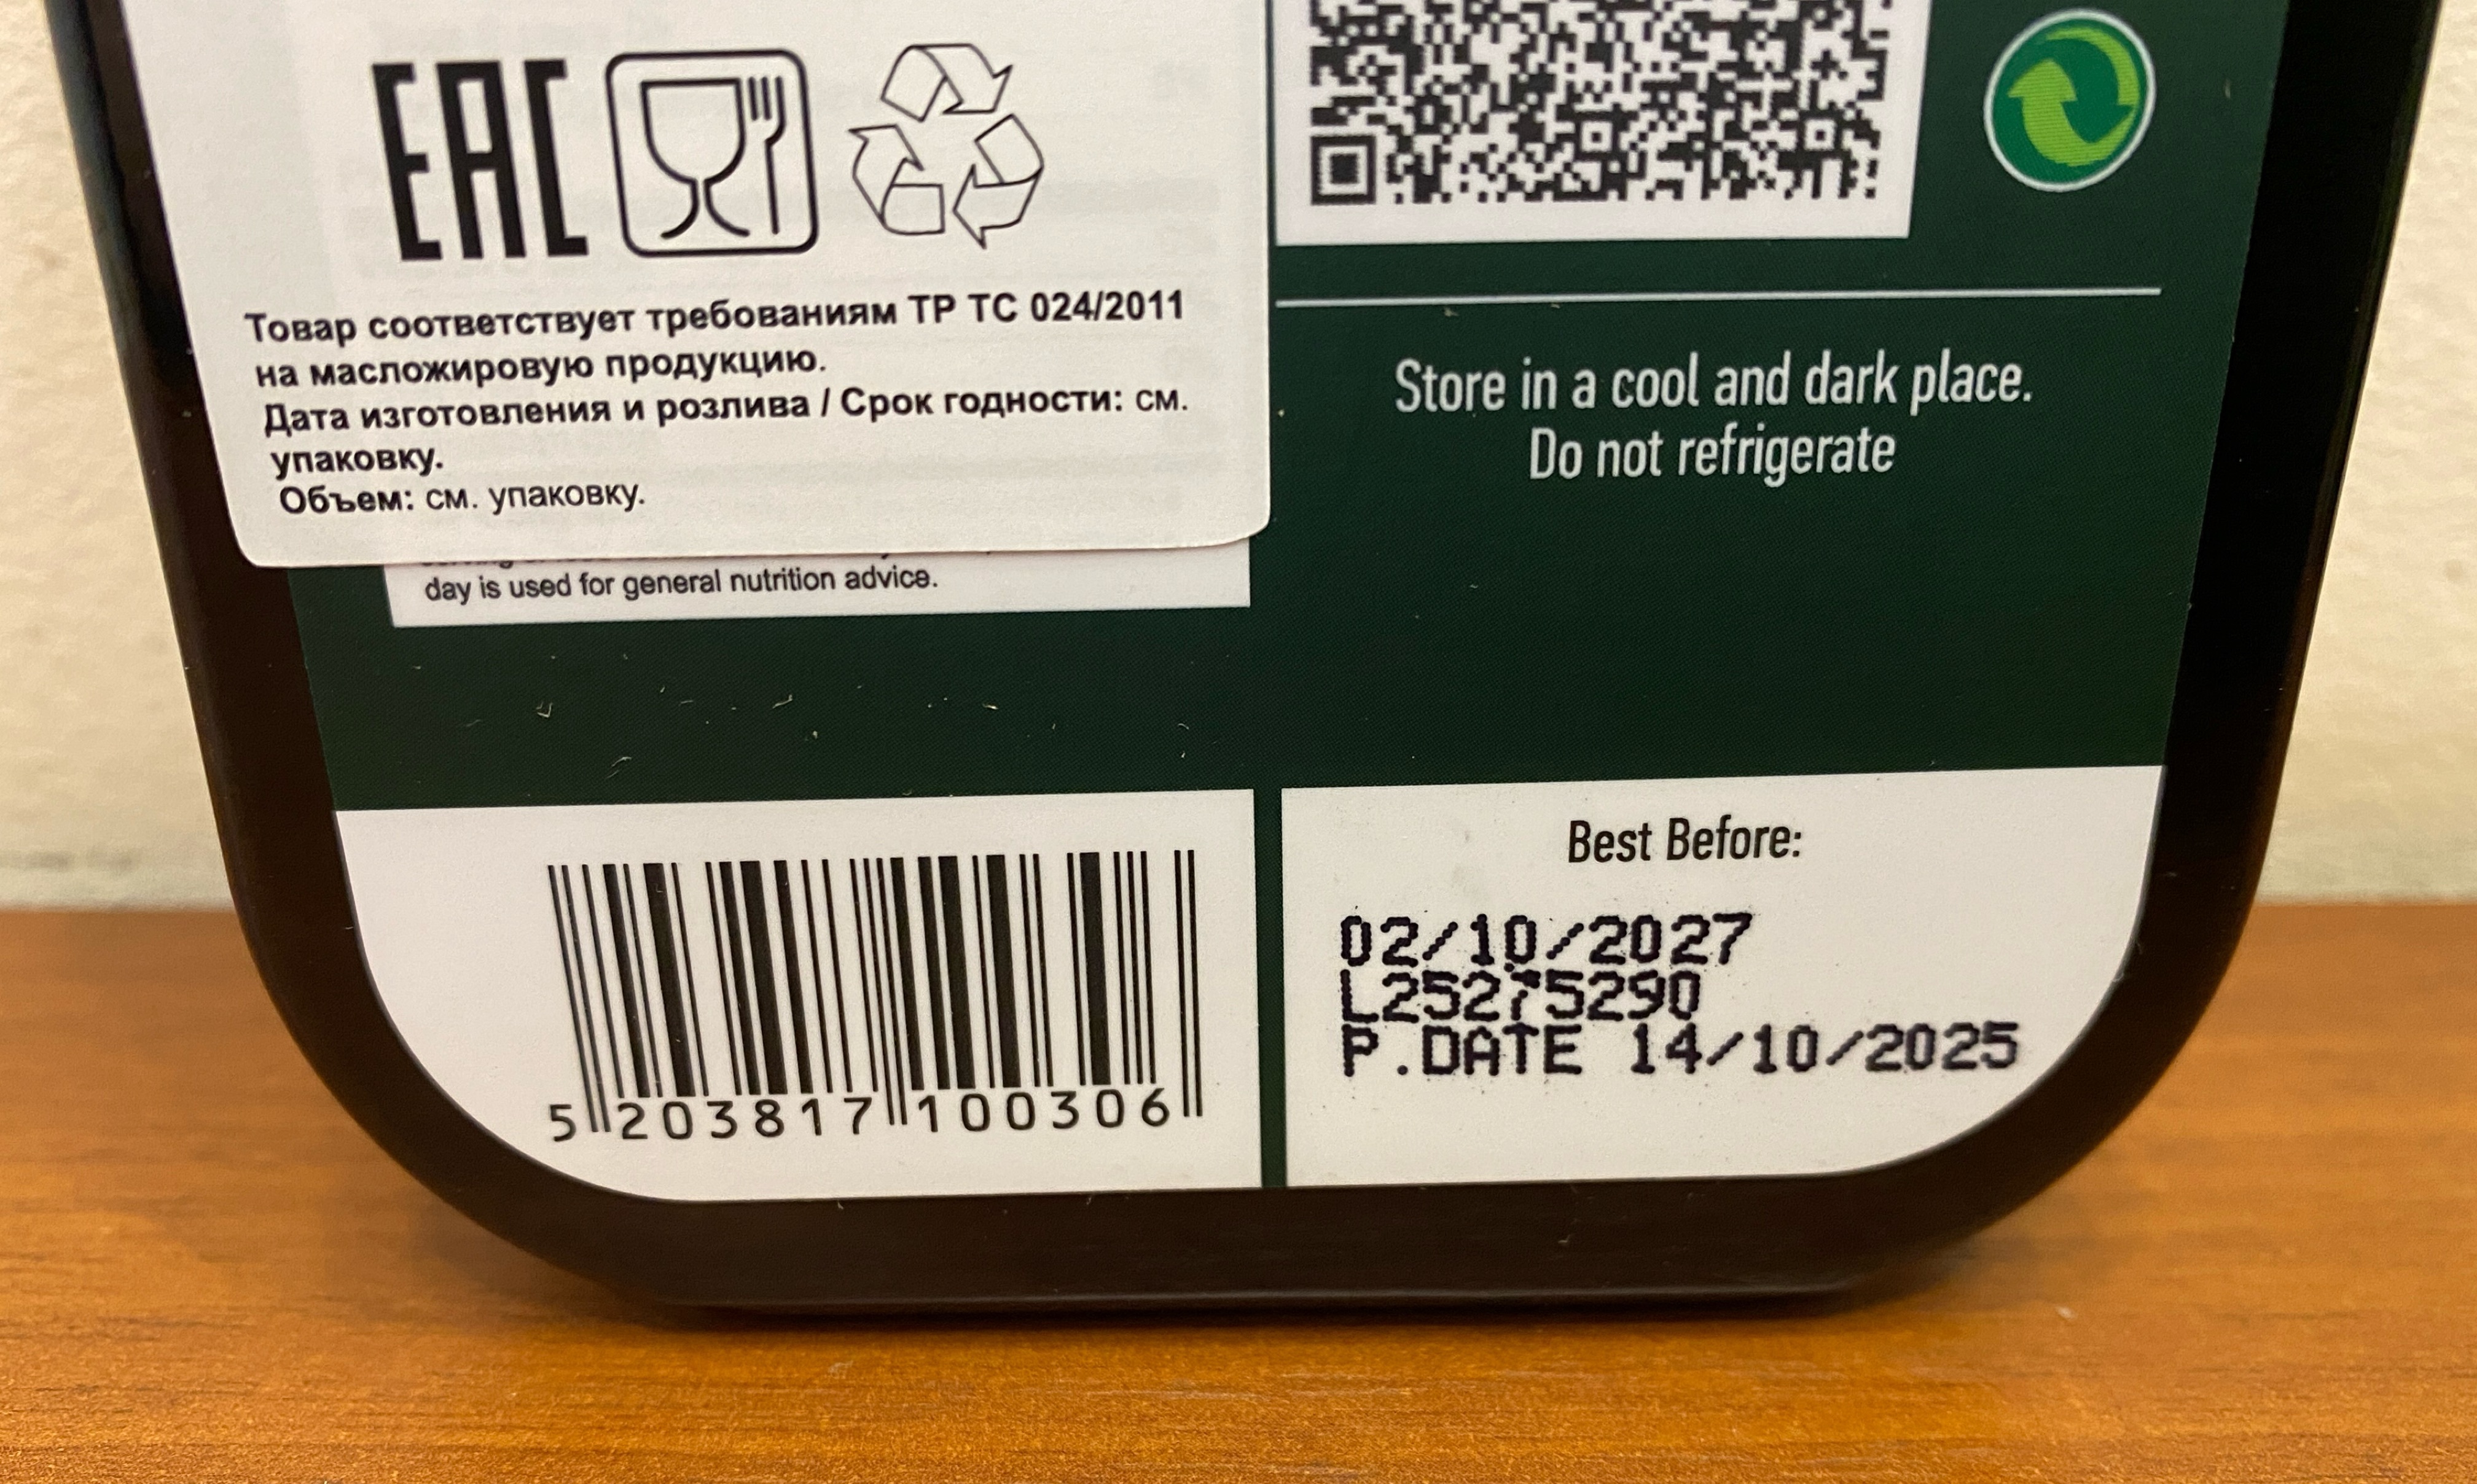 EAC
Товар соответствует требованиям ТР ТС 024/2011
на масложировую продукцию.
Дата изготовления и розлива / Срок годности: см.
упаковку.
Объем: см. упаковку.
day is used for general nutrition advice.
Store in a cool and dark place.
Do not refrigerate
5 203817 100306
Best Before:
02/10/2027
L25275290
P.DATE 14/10/2025